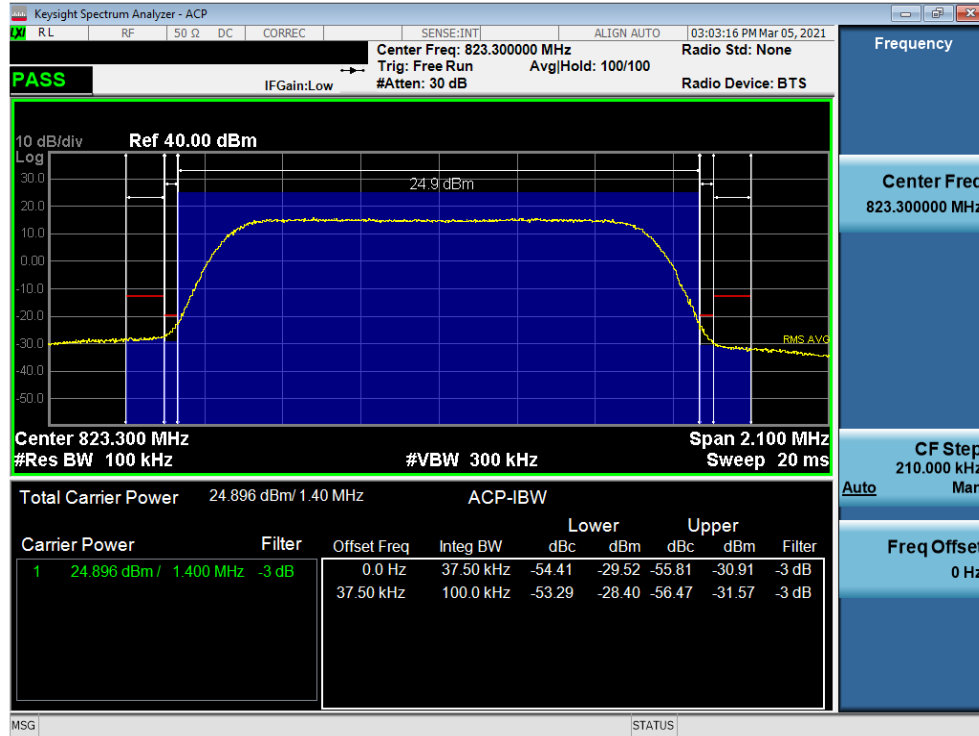 Keysight Spectrum Analyzer - ACP
LXI RL RF 50 Ω DC CORREC SENSE:INT ALIGN AUTO 03:03:16 PM Mar 05, 2021
Center Freq: 823.300000 MHz Radio Std: None
Trig: Free Run Avg|Hold: 100/100
PASS IFGain:Low #Atten: 30 dB Radio Device: BTS
Frequency
10 dB/div Ref 40.00 dBm
Log
30.0
24.9 dBm
20.0
10.0
0.00
-10.0
-20.0
-30.0
RMS AVG
-40.0
-50.0
Center 823.300 MHz Span 2.100 MHz
#Res BW 100 kHz #VBW 300 kHz Sweep 20 ms
Center Freq
823.300000 MHz
CF Step
210.000 kHz
Auto Man
Freq Offset
0 Hz
Total Carrier Power 24.896 dBm/ 1.40 MHz ACP-IBW
Lower Upper
Carrier Power Filter Offset Freq Integ BW dBc dBm dBc dBm Filter
1 24.896 dBm / 1.400 MHz -3 dB 0.0 Hz 37.50 kHz -54.41 -29.52 -55.81 -30.91 -3 dB
37.50 kHz 100.0 kHz -53.29 -28.40 -56.47 -31.57 -3 dB
MSG STATUS